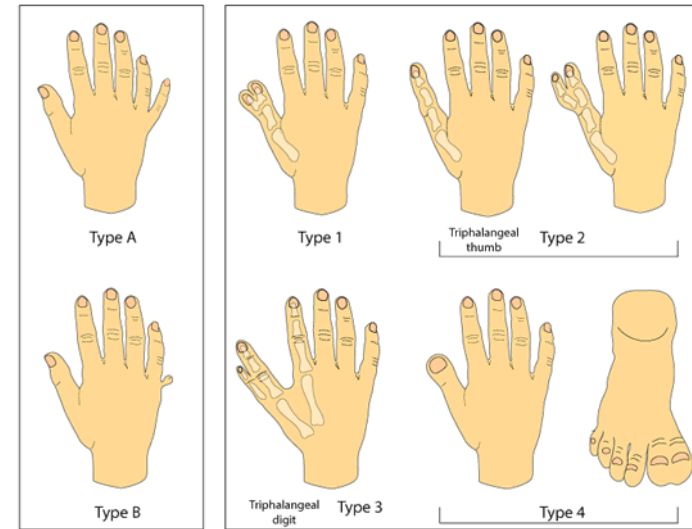 Type A
Type 1
Triphalangeal
thumb
Type 2
Type B
Triphalangeal
digit
Type 3
Type 4